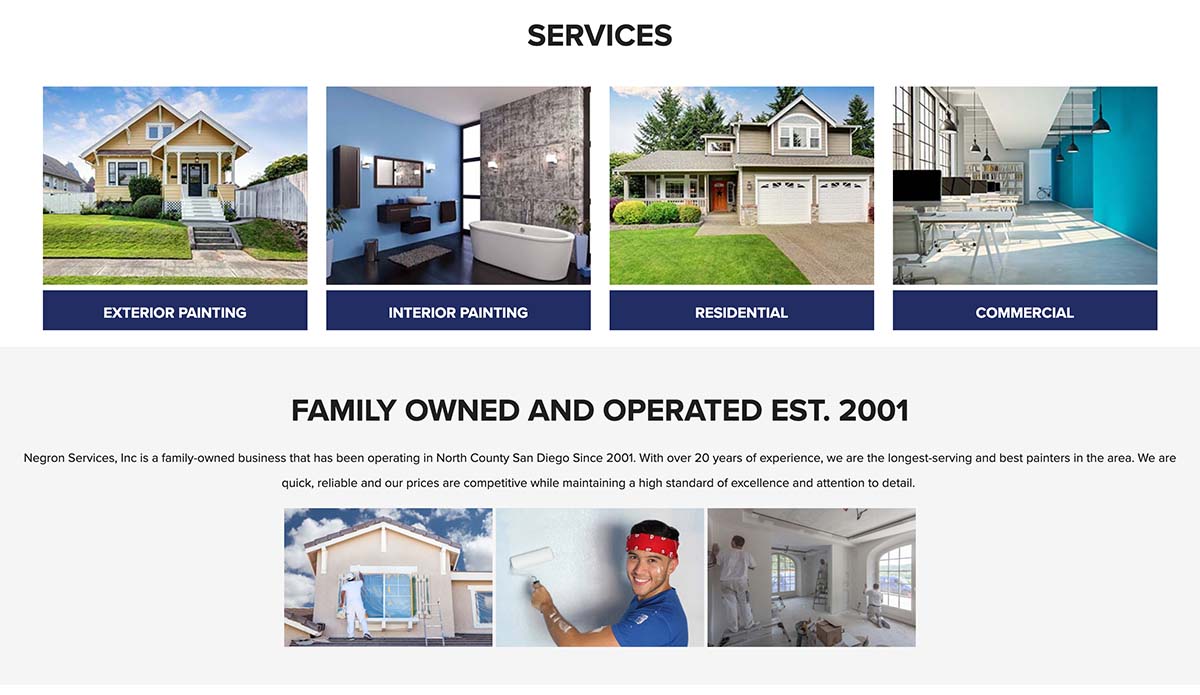 SERVICES
EXTERIOR PAINTING
INTERIOR PAINTING
RESIDENTIAL
COMMERCIAL
FAMILY OWNED AND OPERATED EST. 2001
Negron Services, Inc is a family-owned business that has been operating in North County San Diego Since 2001. With over 20 years of experience, we are the longest-serving and best painters in the area. We are
quick, reliable and our prices are competitive while maintaining a high standard of excellence and attention to detail.